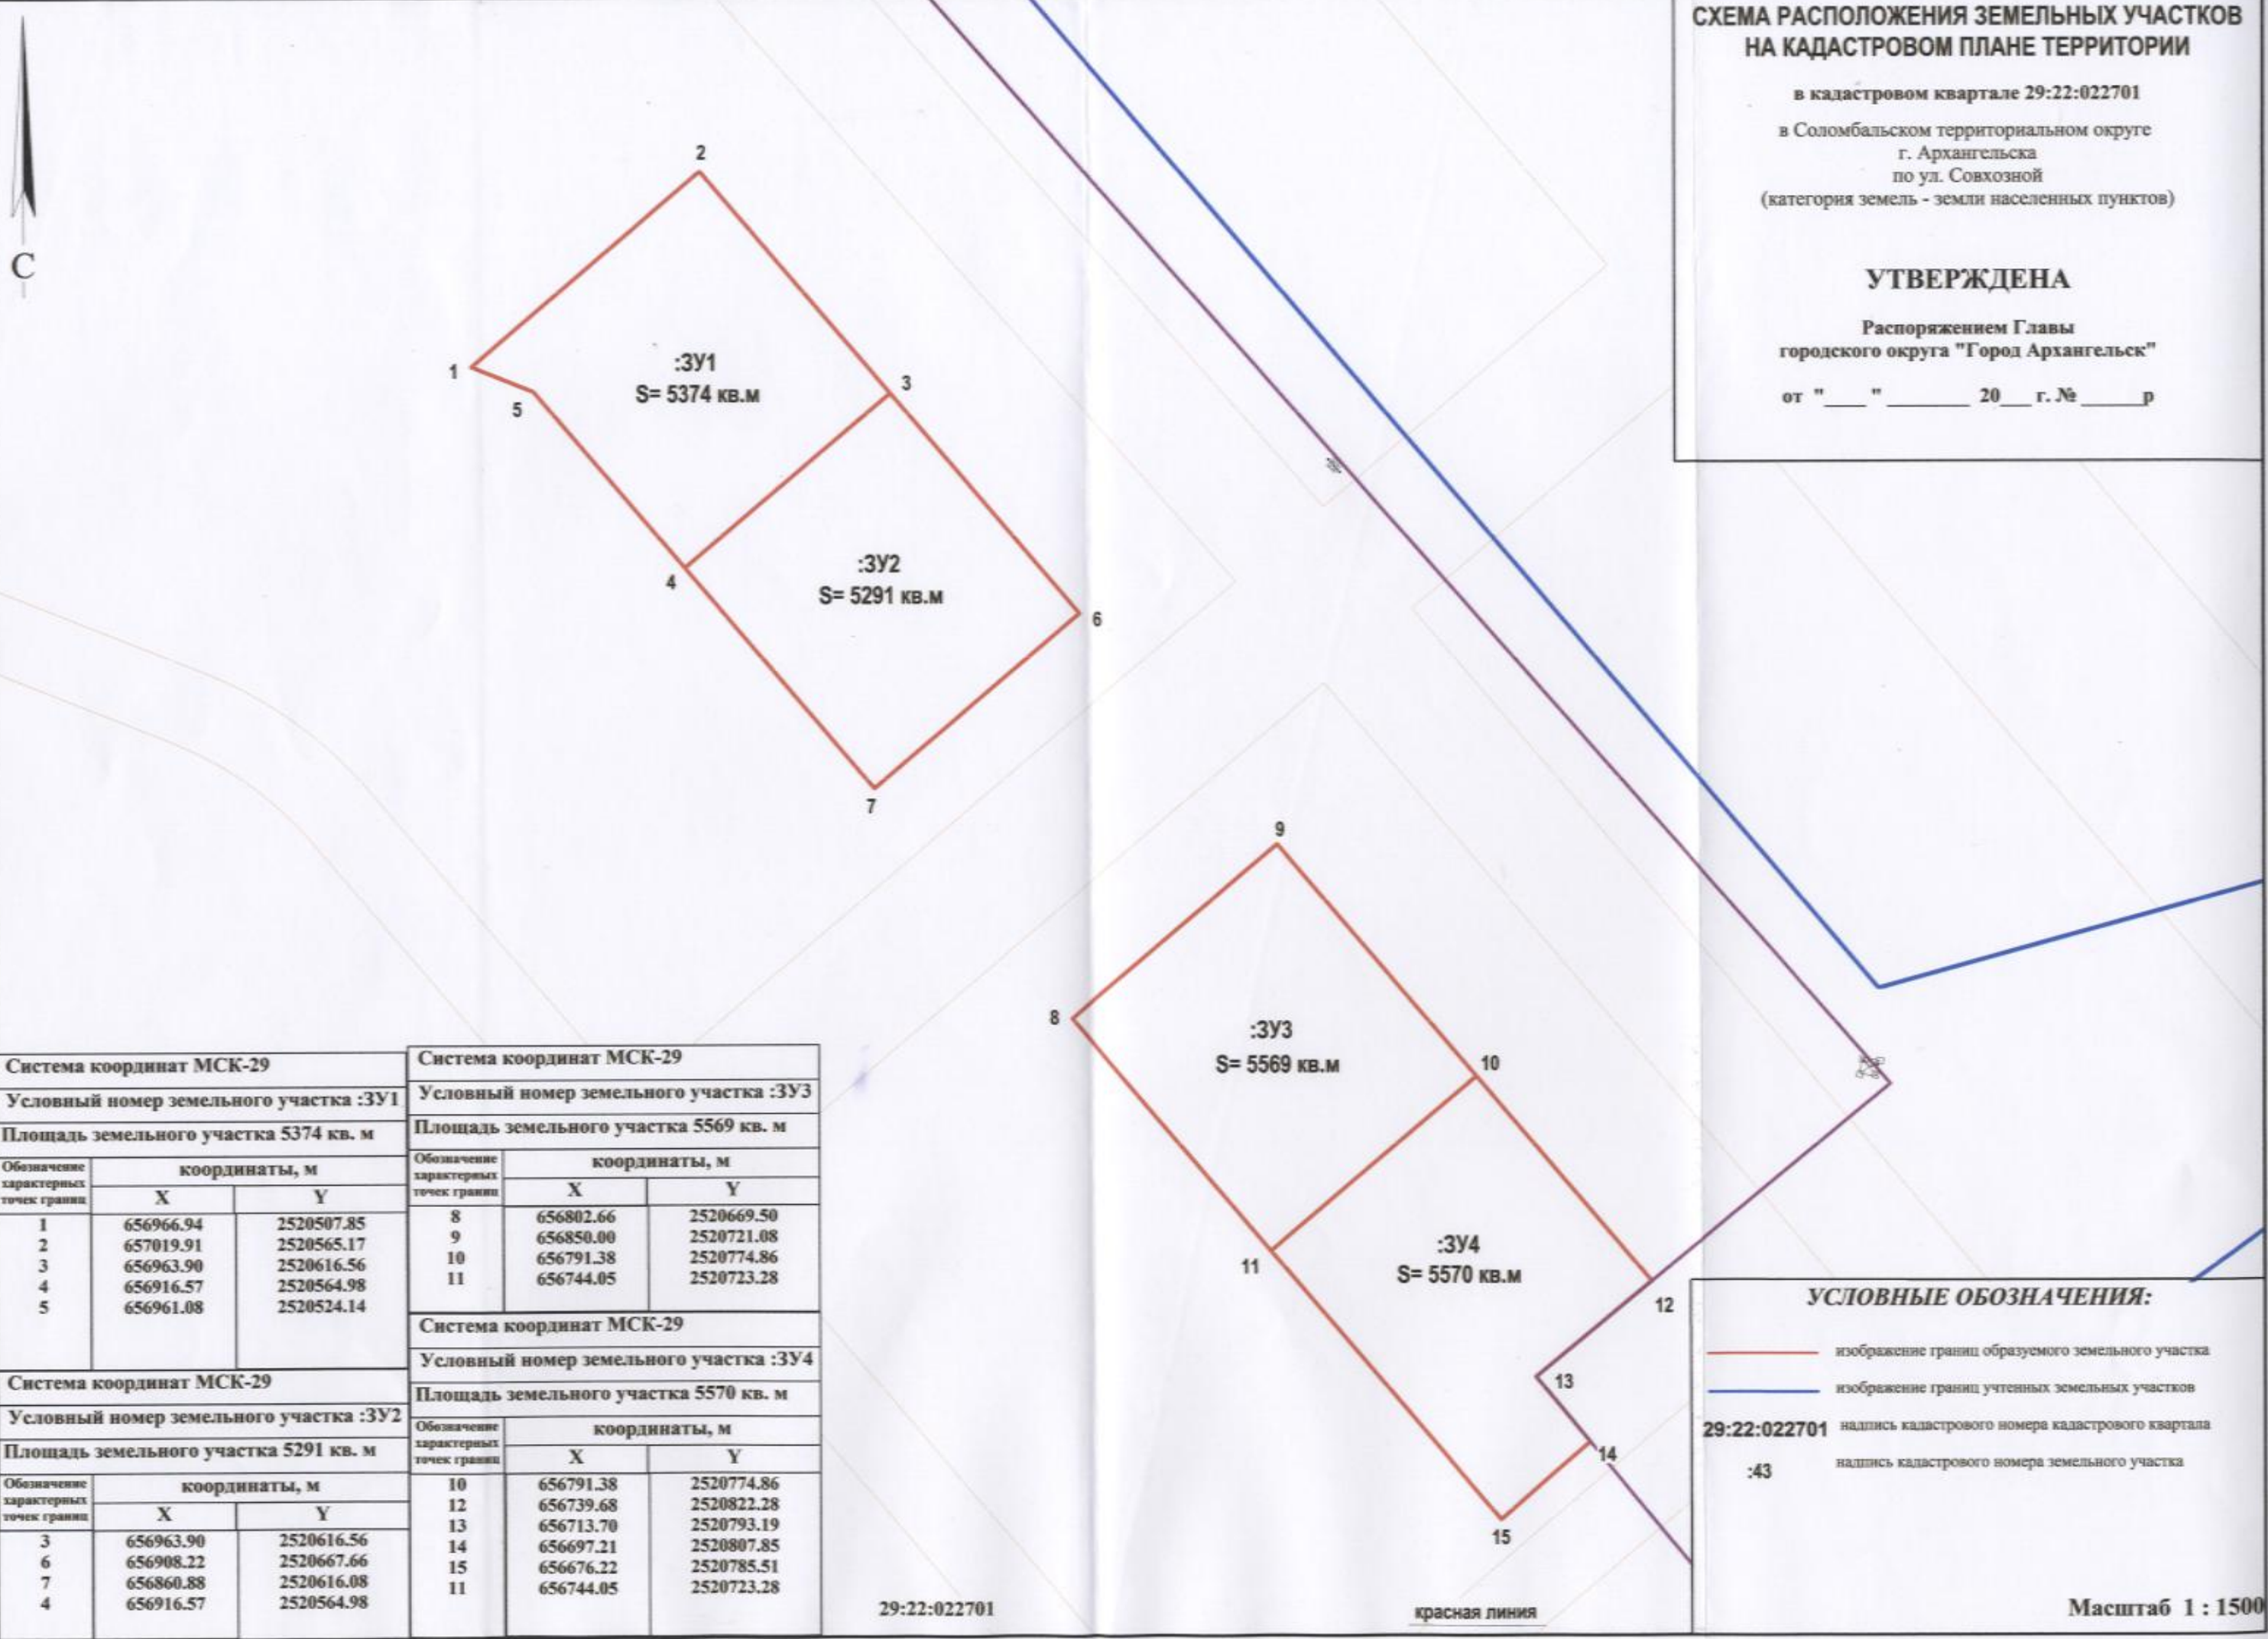 СХЕМА РАСПОЛОЖЕНИЯ ЗЕМЕЛЬНЫХ УЧАСТКОВ
НА КАДАСТРОВОМ ПЛАНЕ ТЕРРИТОРИИ
в кадастровом квартале 29:22:022701
в Соломбальском территориальном округе
г. Архангельска
по ул. Совхозной
(категория земель - земли населенных пунктов)
УТВЕРЖДЕНА
Распоряжением Главы
городского округа "Город Архангельск"
от "____ " ________ 20___ г. № ______р
С
2
1
:ЗУ1
S= 5374 кв.м
3
5
4
:ЗУ2
S= 5291 кв.м
6
7
9
8
:ЗУ3
S= 5569 кв.м
10
11
:ЗУ4
S= 5570 кв.м
12
13
14
15
Система координат МСК-29
Условный номер земельного участка :ЗУ1
Площадь земельного участка 5374 кв. м
Обозначение характерных точек границ координаты, м
X Y
1 656966.94 2520507.85
2 657019.91 2520565.17
3 656963.90 2520616.56
4 656916.57 2520564.98
5 656961.08 2520524.14
Система координат МСК-29
Условный номер земельного участка :ЗУ2
Площадь земельного участка 5291 кв. м
Обозначение характерных точек границ координаты, м
X Y
3 656963.90 2520616.56
6 656908.22 2520667.66
7 656860.88 2520616.08
4 656916.57 2520564.98
Система координат МСК-29
Условный номер земельного участка :ЗУ3
Площадь земельного участка 5569 кв. м
Обозначение характерных точек границ координаты, м
X Y
8 656802.66 2520669.50
9 656850.00 2520721.08
10 656791.38 2520774.86
11 656744.05 2520723.28
Система координат МСК-29
Условный номер земельного участка :ЗУ4
Площадь земельного участка 5570 кв. м
Обозначение характерных точек границ координаты, м
X Y
10 656791.38 2520774.86
12 656739.68 2520822.28
13 656713.70 2520793.19
14 656697.21 2520807.85
15 656676.22 2520785.51
11 656744.05 2520723.28
29:22:022701
красная линия
УСЛОВНЫЕ ОБОЗНАЧЕНИЯ:
изображение границ образуемого земельного участка
изображение границ учтенных земельных участков
29:22:022701 надпись кадастрового номера кадастрового квартала
:43 надпись кадастрового номера земельного участка
Масштаб 1 : 1500